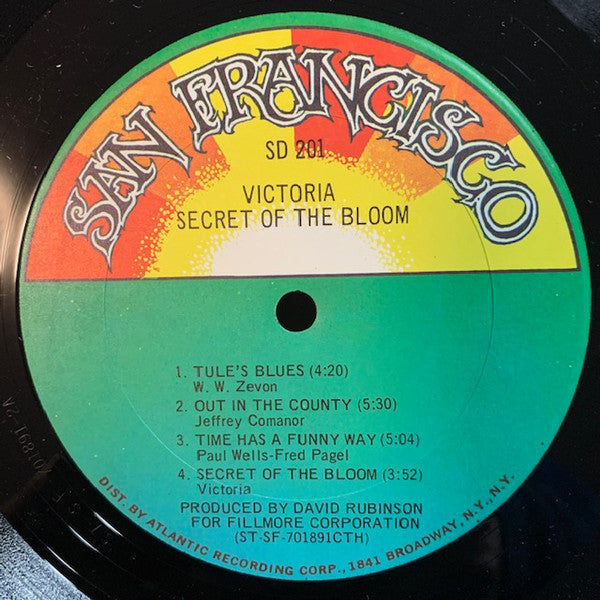 SAN FRANCISCO
SD 201
VICTORIA
SECRET OF THE BLOOM
1. TULE'S BLUES (4:20)
W. W. Zevon
2. OUT IN THE COUNTY (5:30)
Jeffrey Comanor
3. TIME HAS A FUNNY WAY (5:04)
Paul Wells-Fred Pagel
4. SECRET OF THE BLOOM (3:52)
Victoria
PRODUCED BY DAVID RUBINSON
FOR FILLMORE CORPORATION
(ST-SF-701891CTH)
DIST. BY ATLANTIC RECORDING CORP., 1841 BROADWAY, N.Y., N.Y.